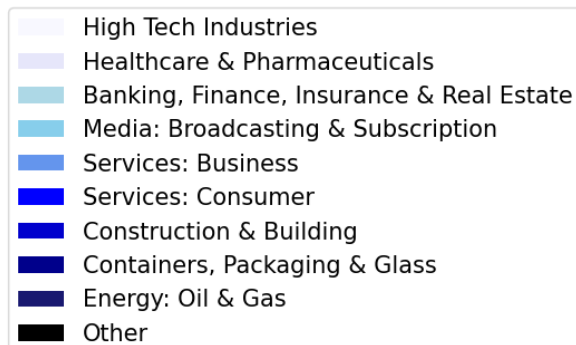 High Tech Industries
Healthcare & Pharmaceuticals
Banking, Finance, Insurance & Real Estate
Media: Broadcasting & Subscription
Services: Business
Services: Consumer
Construction & Building
Containers, Packaging & Glass
Energy: Oil & Gas
Other